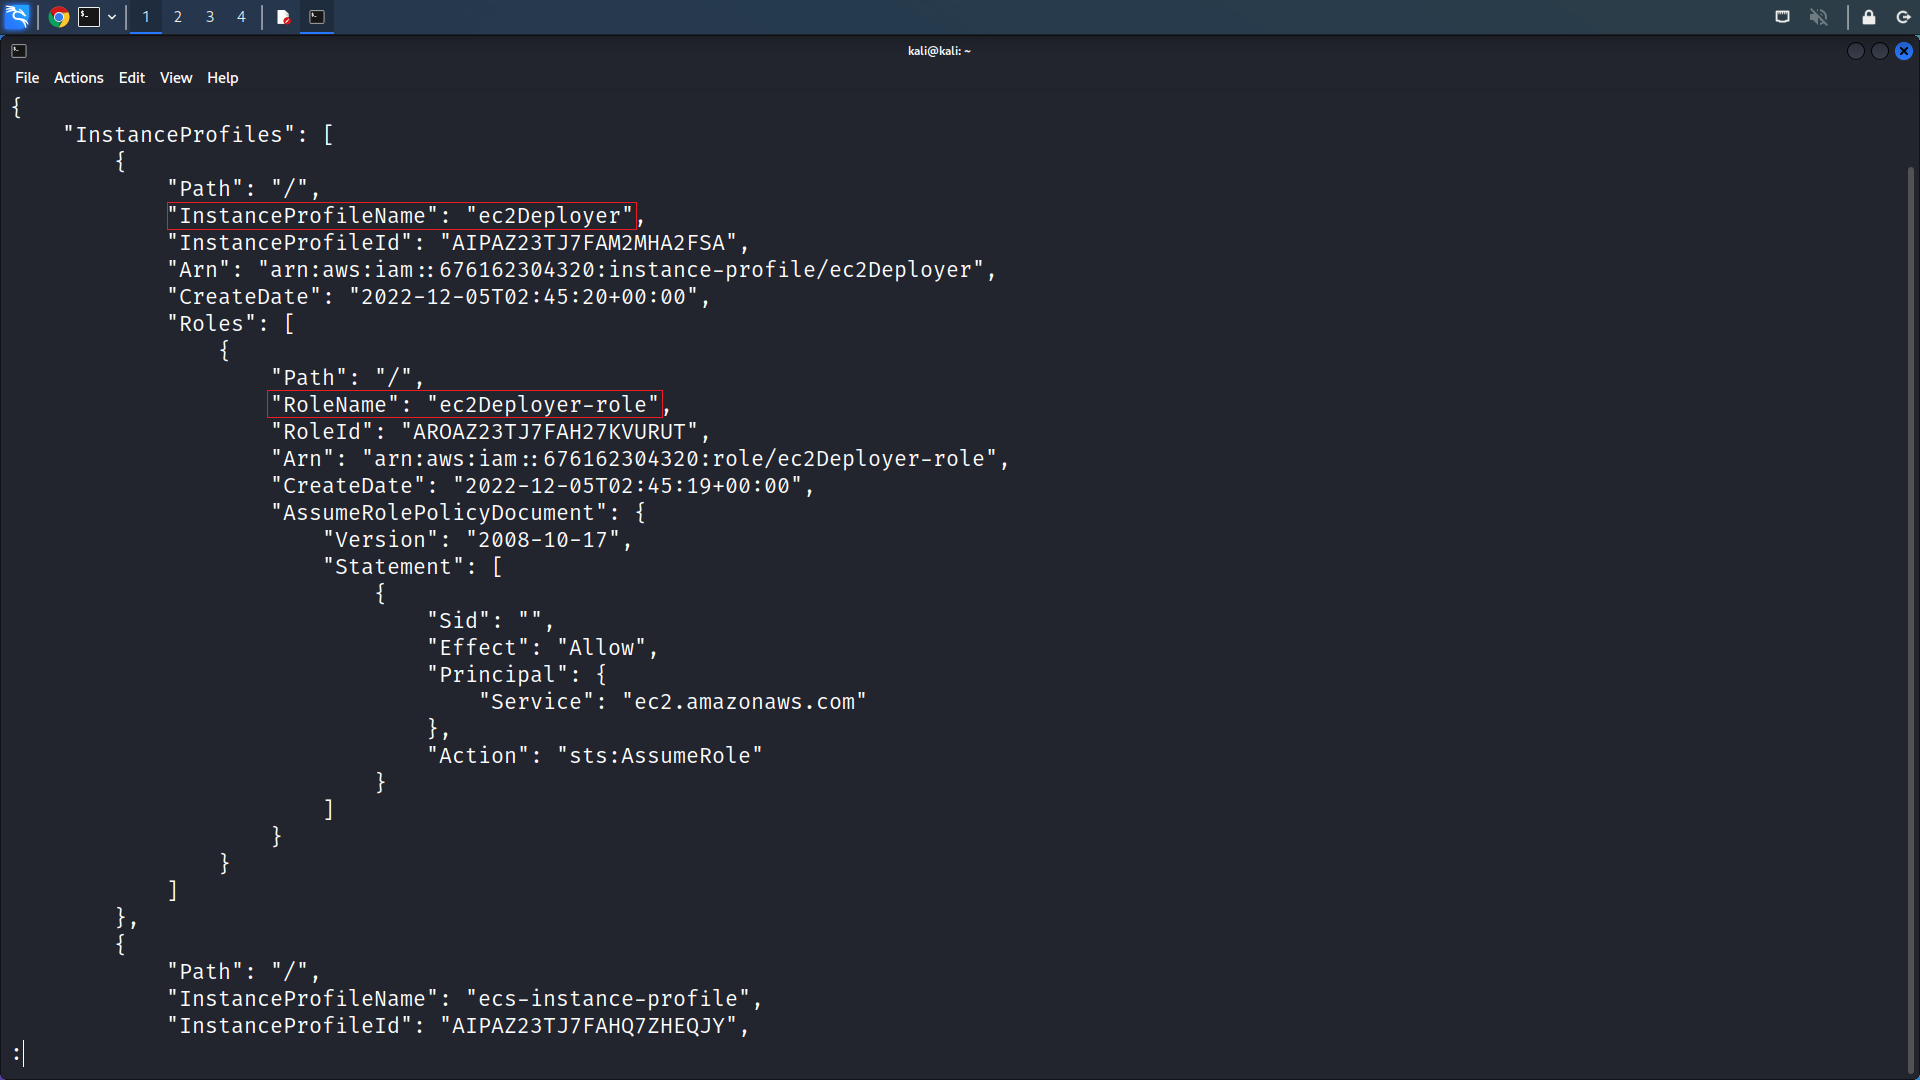 1 2 3 4
kali@kali: ~
File Actions Edit View Help
{
    "InstanceProfiles": [
        {
            "Path": "/",
            "InstanceProfileName": "ec2Deployer",
            "InstanceProfileId": "AIPAZ23TJ7FAM2MHA2FSA",
            "Arn": "arn:aws:iam::676162304320:instance-profile/ec2Deployer",
            "CreateDate": "2022-12-05T02:45:20+00:00",
            "Roles": [
                {
                    "Path": "/",
                    "RoleName": "ec2Deployer-role",
                    "RoleId": "AROAZ23TJ7FAH27KVURUT",
                    "Arn": "arn:aws:iam::676162304320:role/ec2Deployer-role",
                    "CreateDate": "2022-12-05T02:45:19+00:00",
                    "AssumeRolePolicyDocument": {
                        "Version": "2008-10-17",
                        "Statement": [
                            {
                                "Sid": "",
                                "Effect": "Allow",
                                "Principal": {
                                    "Service": "ec2.amazonaws.com"
                                },
                                "Action": "sts:AssumeRole"
                            }
                        ]
                    }
                }
            ]
        },
        {
            "Path": "/",
            "InstanceProfileName": "ecs-instance-profile",
            "InstanceProfileId": "AIPAZ23TJ7FAHQ7ZHEQJY",
: